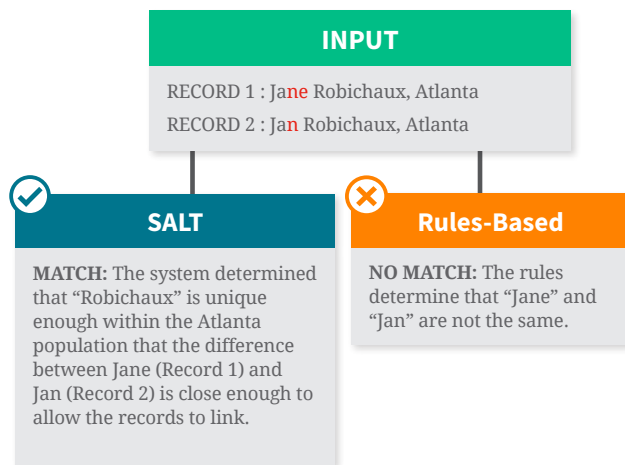 INPUT
RECORD 1 : Jane Robichaux, Atlanta
RECORD 2 : Jan Robichaux, Atlanta
SALT
MATCH: The system determined
that “Robichaux” is unique
enough within the Atlanta
population that the difference
between Jane (Record 1) and
Jan (Record 2) is close enough to
allow the records to link.
Rules-Based
NO MATCH: The rules
determine that “Jane” and
“Jan” are not the same.